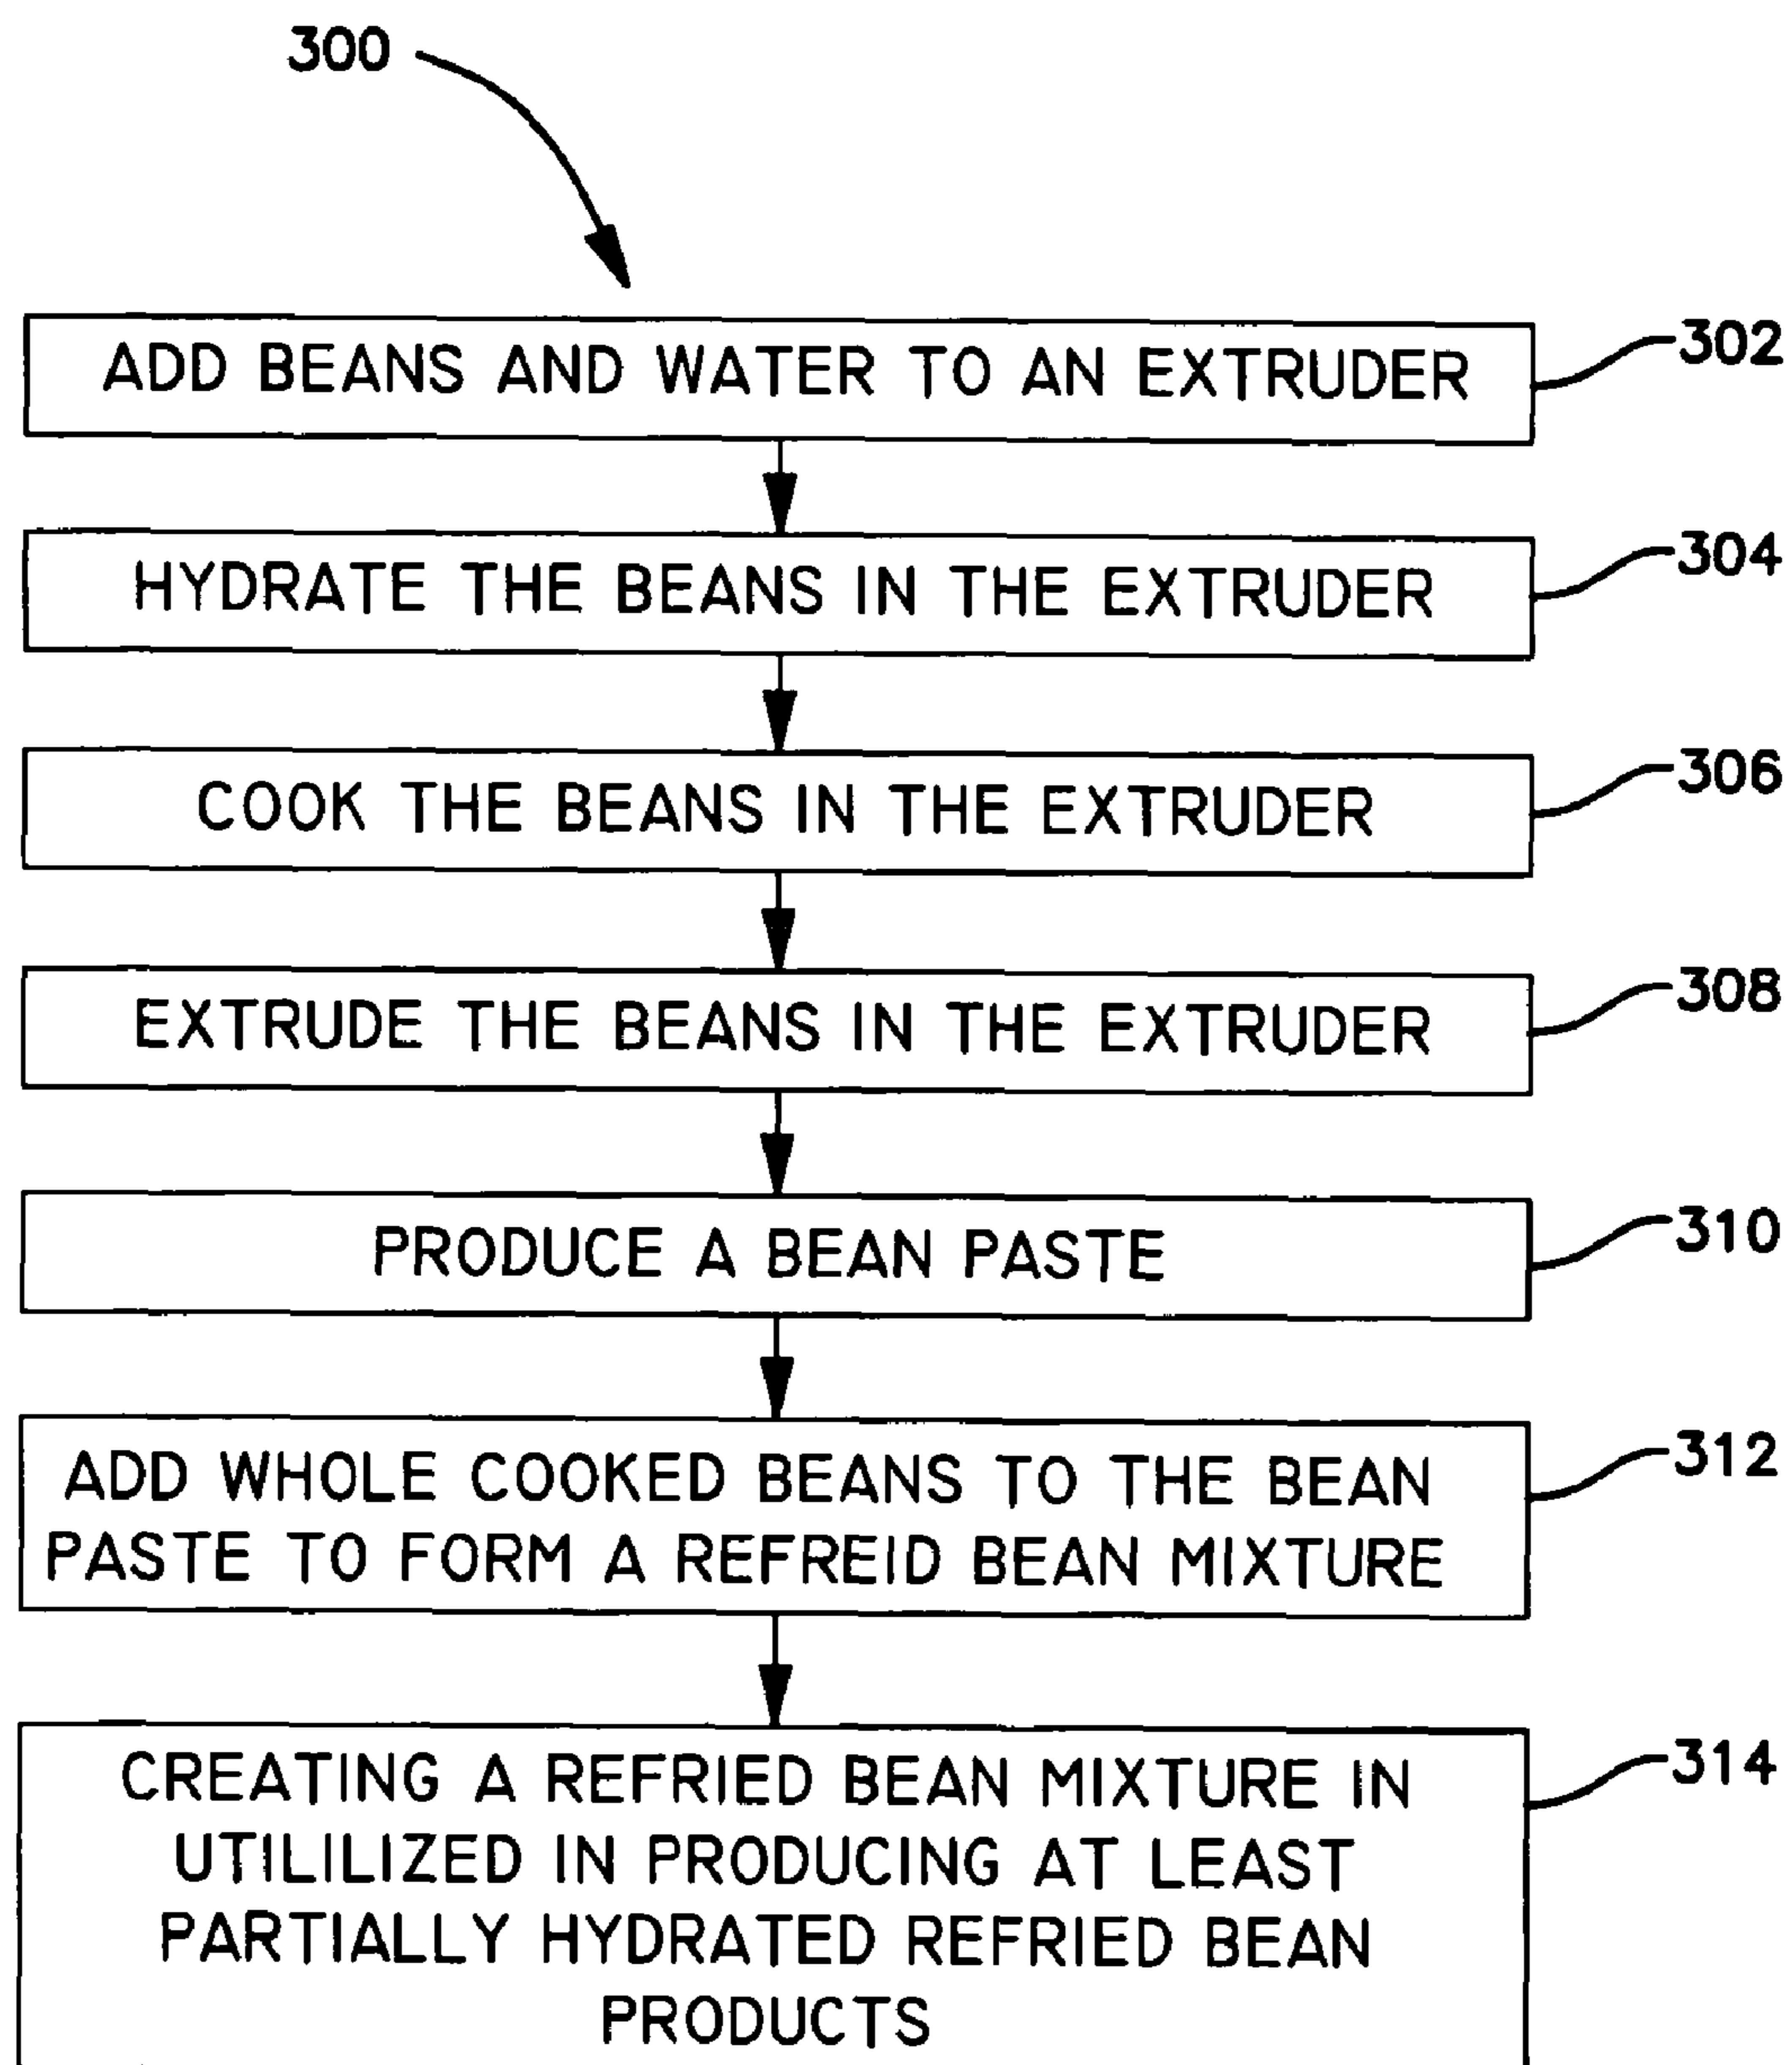 300
ADD BEANS AND WATER TO AN EXTRUDER
302
HYDRATE THE BEANS IN THE EXTRUDER
304
COOK THE BEANS IN THE EXTRUDER
306
EXTRUDE THE BEANS IN THE EXTRUDER
308
PRODUCE A BEAN PASTE
310
ADD WHOLE COOKED BEANS TO THE BEAN
PASTE TO FORM A REFREID BEAN MIXTURE
312
CREATING A REFRIED BEAN MIXTURE IN
UTILILIZED IN PRODUCING AT LEAST
PARTIALLY HYDRATED REFRIED BEAN
PRODUCTS
314